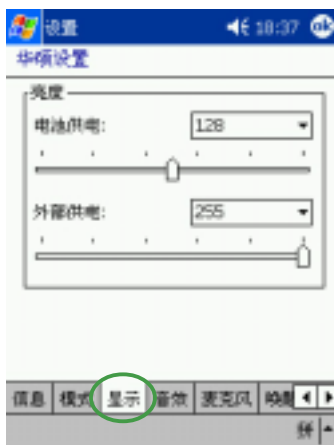 设置 18:37 ok
华硕设置
亮度
电池供电: 128
外部供电: 255
信息 模式 显示 音效 麦克风
拼